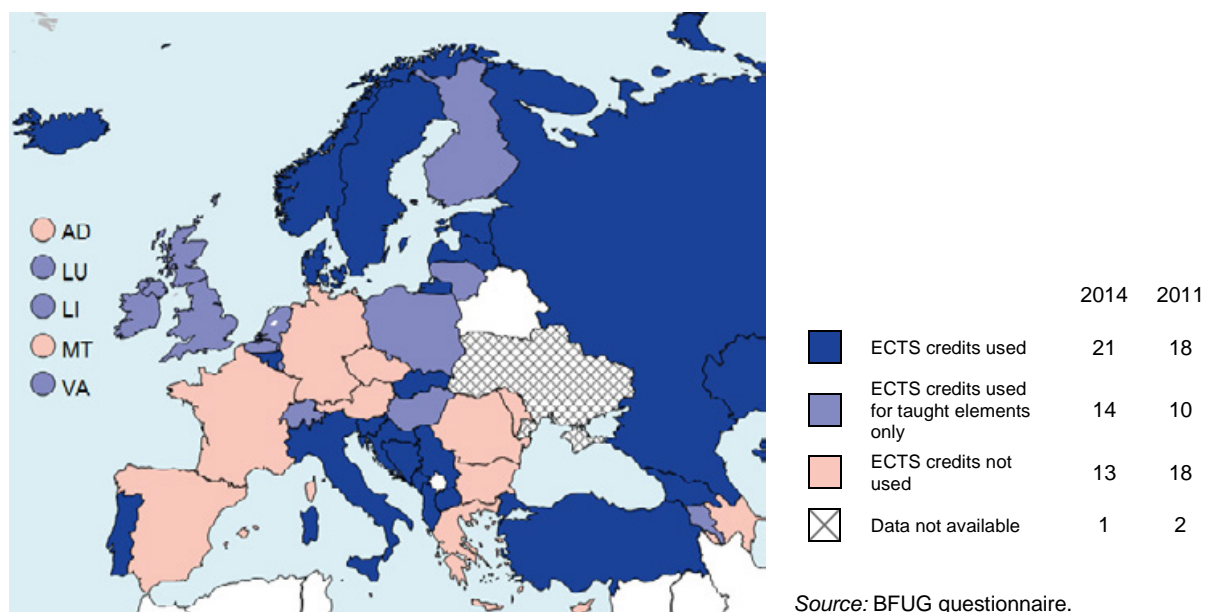 AD
LU
LI
MT
VA
2014 2011
ECTS credits used 21 18
ECTS credits used
for taught elements 14 10
only
ECTS credits not 13 18
used
Data not available 1 2
Source: BFUG questionnaire.